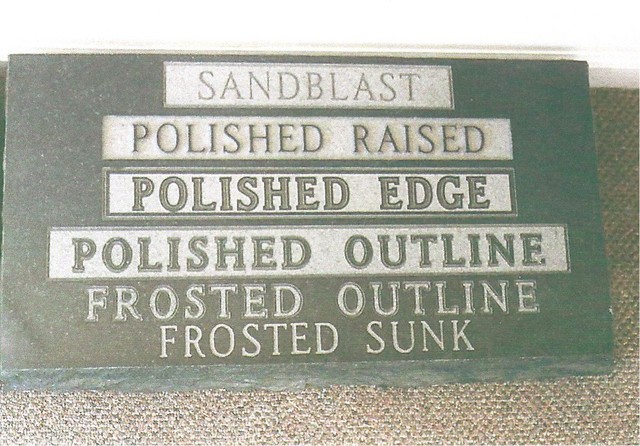 SANDBLAST
POLISHED RAISED
POLISHED EDGE
POLISHED OUTLINE
FROSTED OUTLINE
FROSTED SUNK